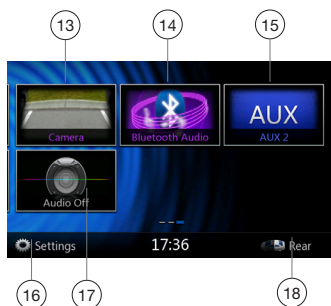 13 14 15
AUX
Camera Bluetooth Audio AUX 2
Audio Off
Settings 17:36 Rear
16 17 18